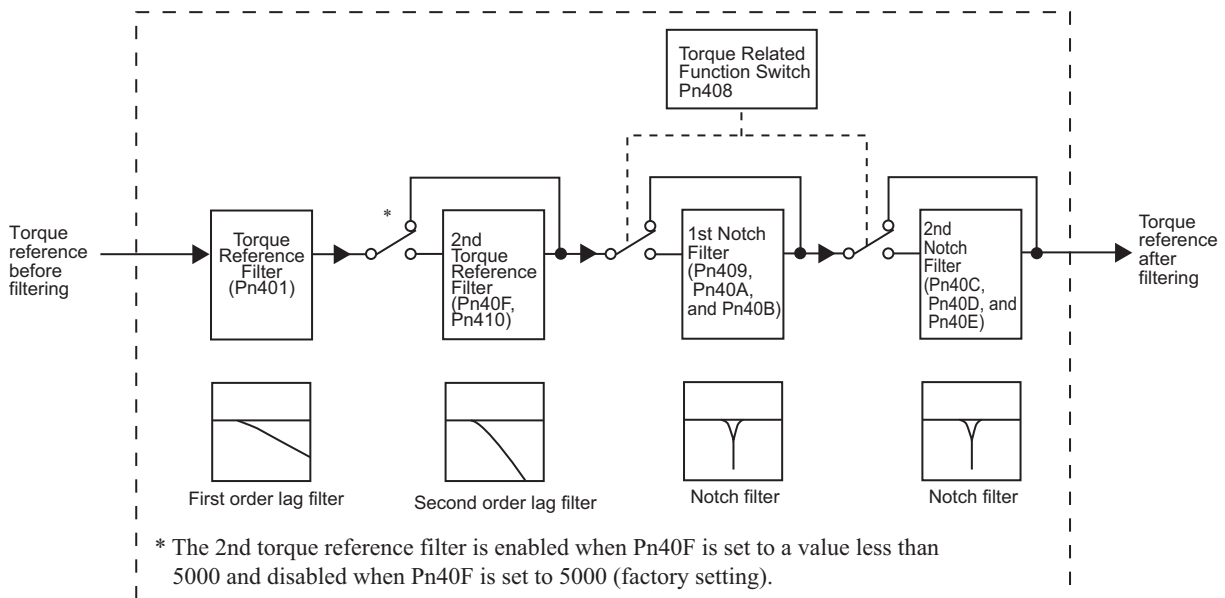 Torque Related
Function Switch
Pn408
*
Torque
reference
before
filtering
Torque
Reference
Filter
(Pn401)
2nd
Torque
Reference
Filter
(Pn40F,
Pn410)
1st Notch
Filter
(Pn409,
Pn40A,
and Pn40B)
2nd
Notch
Filter
(Pn40C,
Pn40D, and
Pn40E)
Torque
reference
after
filtering
First order lag filter
Second order lag filter
Notch filter
Notch filter
* The 2nd torque reference filter is enabled when Pn40F is set to a value less than
5000 and disabled when Pn40F is set to 5000 (factory setting).